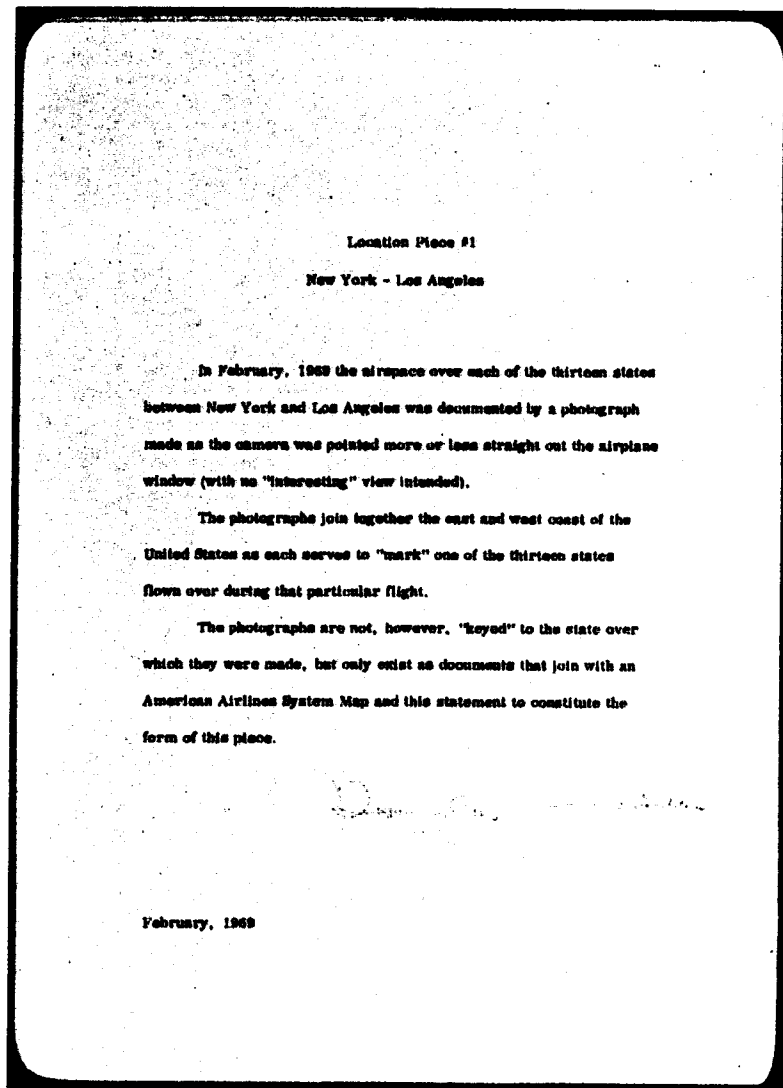 Location Piece #1
New York - Los Angeles
In February, 1969 the airspace over each of the thirteen states
between New York and Los Angeles was documented by a photograph
made as the camera was pointed more or less straight out the airplane
window (with no "interesting" view intended).
The photographs join together the east and west coast of the
United States as each serves to "mark" one of the thirteen states
flown over during that particular flight.
The photographs are not, however, "keyed" to the state over
which they were made, but only exist as documents that join with an
American Airlines System Map and this statement to constitute the
form of this piece.
February, 1969